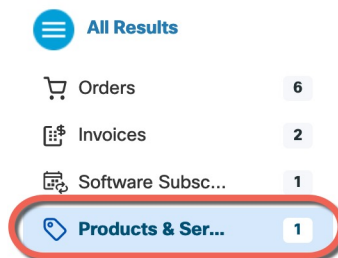 All Results
Orders 6
Invoices 2
Software Subsc... 1
Products & Ser... 1